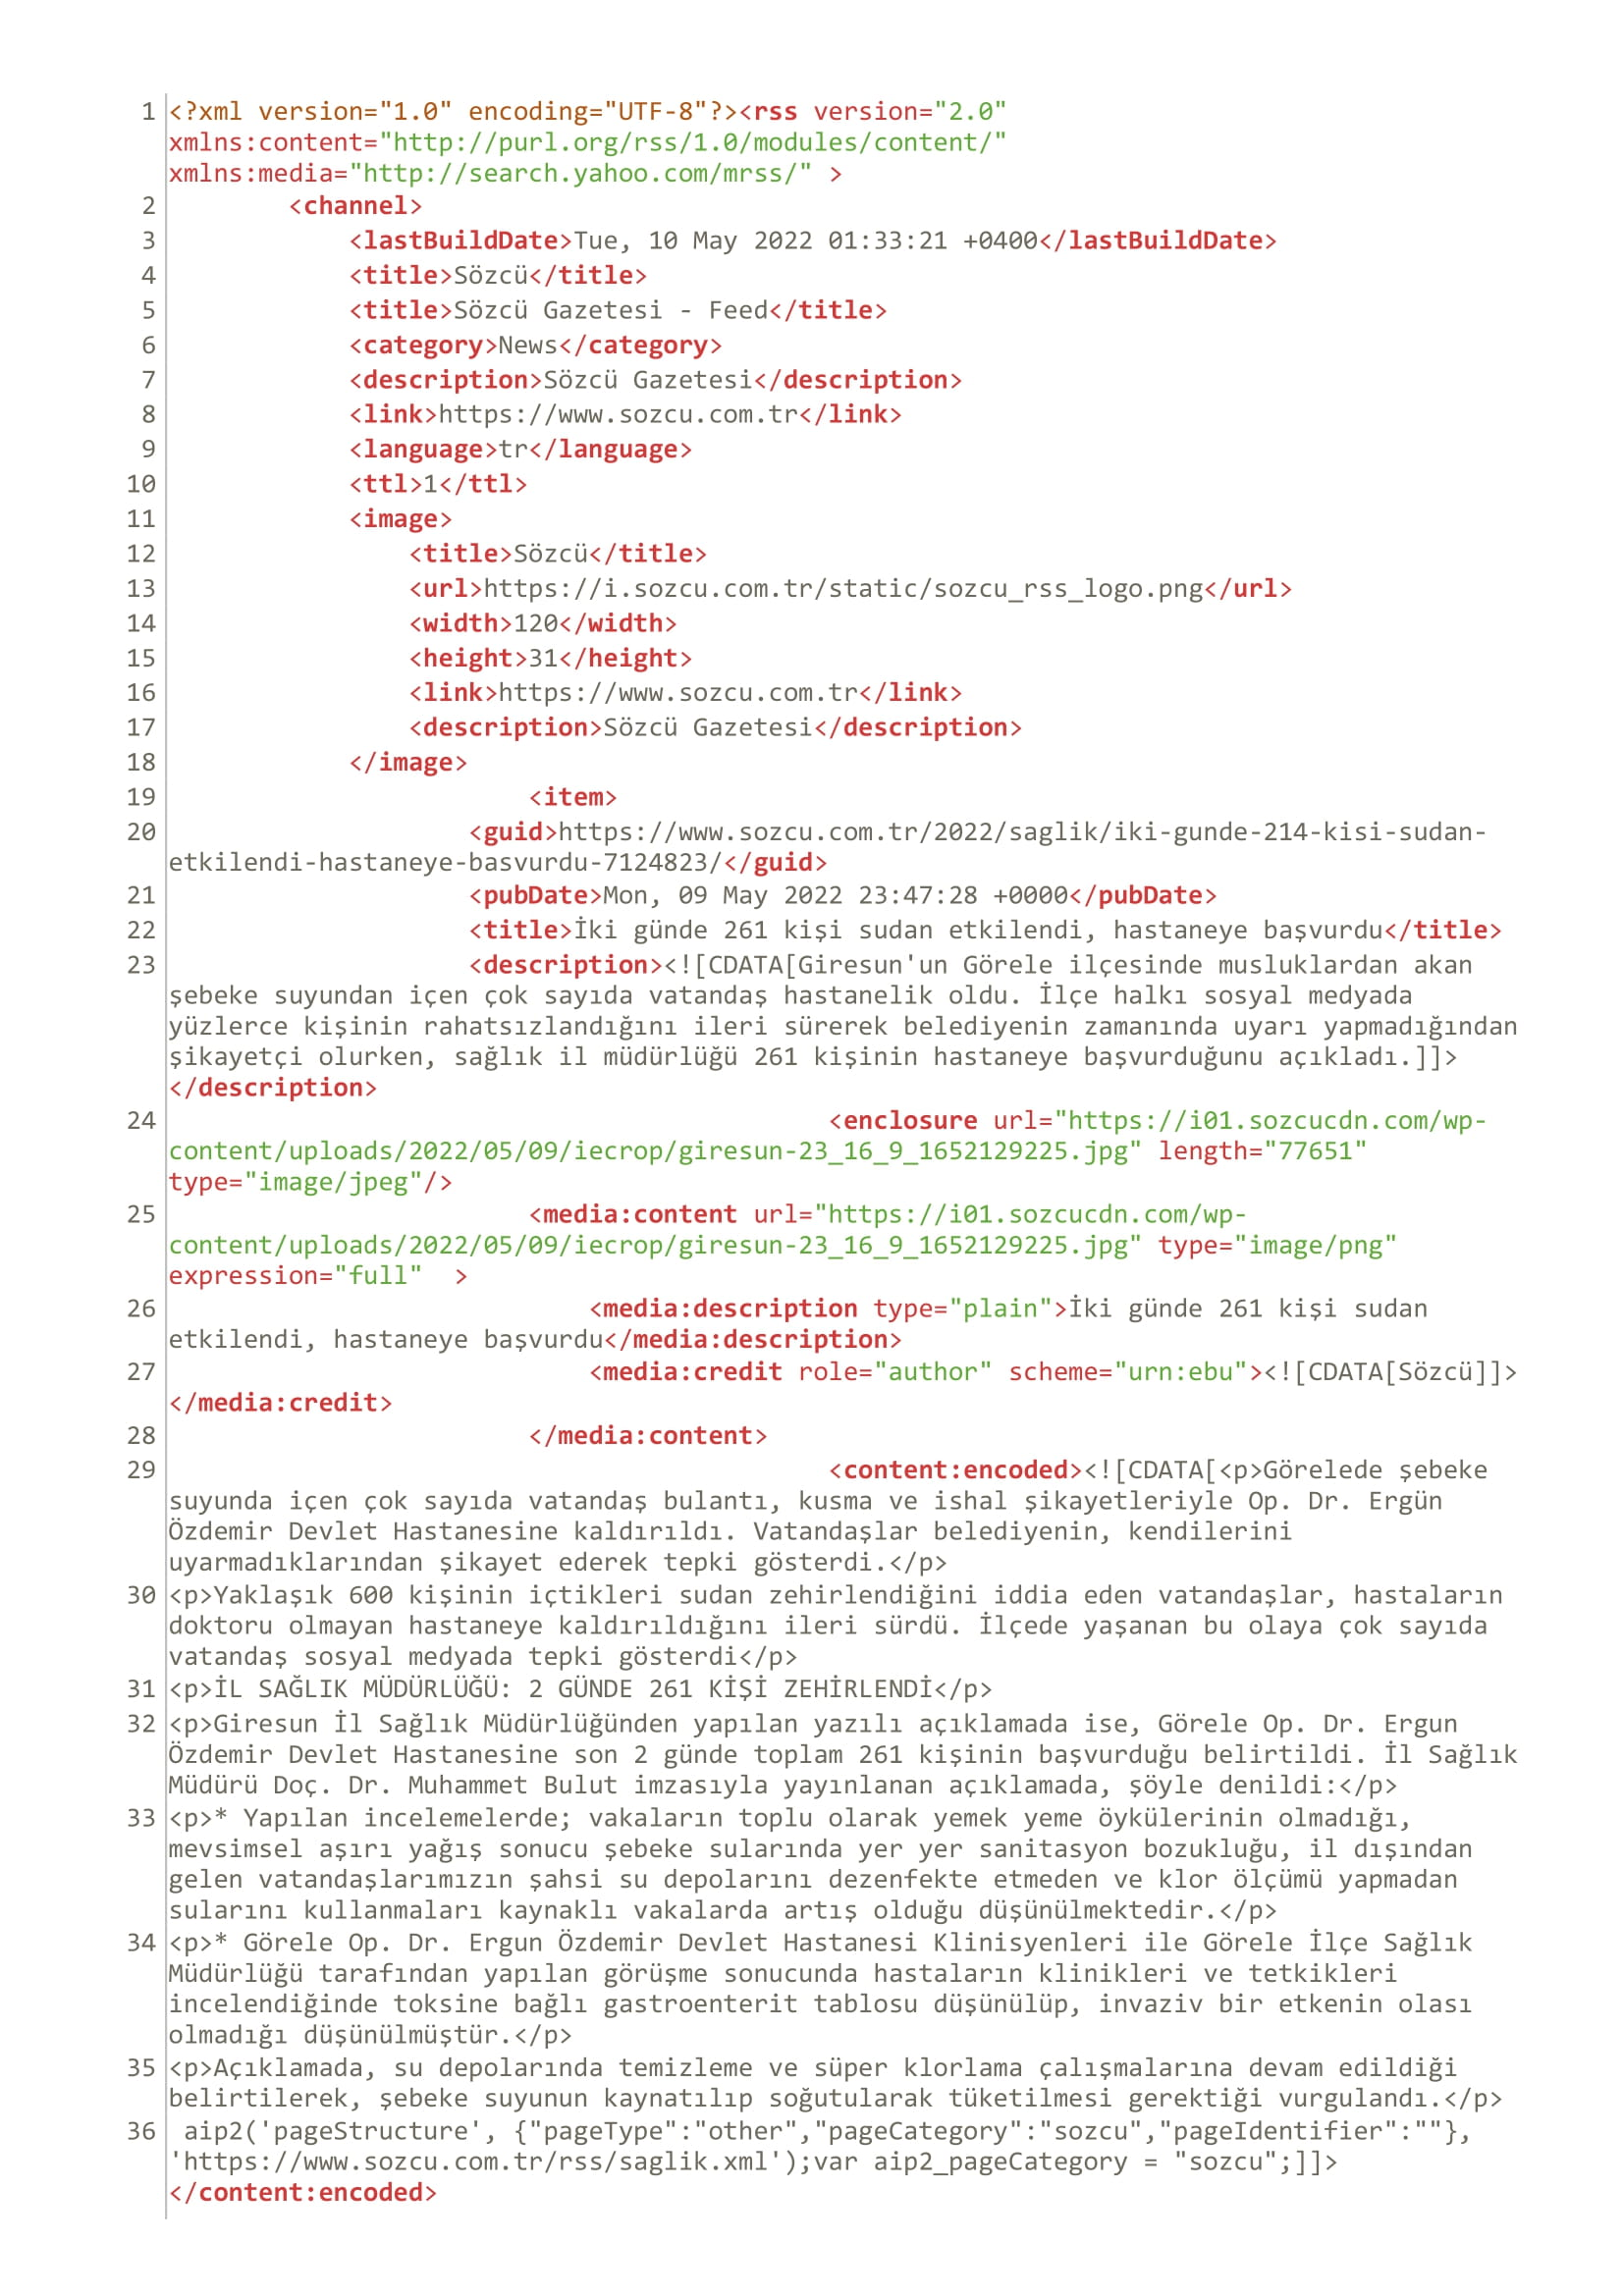 1 <?xml version="1.0" encoding="UTF-8"?><rss version="2.0"
xmlns:content="http://purl.org/rss/1.0/modules/content/"
xmlns:media="http://search.yahoo.com/mrss/" >
2 <channel>
3 <lastBuildDate>Tue, 10 May 2022 01:33:21 +0400</lastBuildDate>
4 <title>Sözcü</title>
5 <title>Sözcü Gazetesi - Feed</title>
6 <category>News</category>
7 <description>Sözcü Gazetesi</description>
8 <link>https://www.sozcu.com.tr</link>
9 <language>tr</language>
10 <ttl>1</ttl>
11 <image>
12 <title>Sözcü</title>
13 <url>https://i.sozcu.com.tr/static/sozcu_rss_logo.png</url>
14 <width>120</width>
15 <height>31</height>
16 <link>https://www.sozcu.com.tr</link>
17 <description>Sözcü Gazetesi</description>
18 </image>
19 <item>
20 <guid>https://www.sozcu.com.tr/2022/saglik/iki-gunde-214-kisi-sudan-
etkilendi-hastaneye-basvurdu-7124823/</guid>
21 <pubDate>Mon, 09 May 2022 23:47:28 +0000</pubDate>
22 <title>İki günde 261 kişi sudan etkilendi, hastaneye başvurdu</title>
23 <description><![CDATA[Giresun'un Görele ilçesinde musluklardan akan
şebeke suyundan içen çok sayıda vatandaş hastanelik oldu. İlçe halkı sosyal medyada
yüzlerce kişinin rahatsızlandığını ileri sürerek belediyenin zamanında uyarı yapmadığından
şikayetçi olurken, sağlık il müdürlüğü 261 kişinin hastaneye başvurduğunu açıkladı.]]>
</description>
24 <enclosure url="https://i01.sozcucdn.com/wp-
content/uploads/2022/05/09/iecrop/giresun-23_16_9_1652129225.jpg" length="77651"
type="image/jpeg"/>
25 <media:content url="https://i01.sozcucdn.com/wp-
content/uploads/2022/05/09/iecrop/giresun-23_16_9_1652129225.jpg" type="image/png"
expression="full"  >
26 <media:description type="plain">İki günde 261 kişi sudan
etkilendi, hastaneye başvurdu</media:description>
27 <media:credit role="author" scheme="urn:ebu"><![CDATA[Sözcü]]>
</media:credit>
28 </media:content>
29 <content:encoded><![CDATA[<p>Görelede şebeke
suyunda içen çok sayıda vatandaş bulantı, kusma ve ishal şikayetleriyle Op. Dr. Ergün
Özdemir Devlet Hastanesine kaldırıldı. Vatandaşlar belediyenin, kendilerini
uyarmadıklarından şikayet ederek tepki gösterdi.</p>
30 <p>Yaklaşık 600 kişinin içtikleri sudan zehirlendiğini iddia eden vatandaşlar, hastaların
doktoru olmayan hastaneye kaldırıldığını ileri sürdü. İlçede yaşanan bu olaya çok sayıda
vatandaş sosyal medyada tepki gösterdi</p>
31 <p>İL SAĞLIK MÜDÜRLÜĞÜ: 2 GÜNDE 261 KİŞİ ZEHİRLENDİ</p>
32 <p>Giresun İl Sağlık Müdürlüğünden yapılan yazılı açıklamada ise, Görele Op. Dr. Ergun
Özdemir Devlet Hastanesine son 2 günde toplam 261 kişinin başvurduğu belirtildi. İl Sağlık
Müdürü Doç. Dr. Muhammet Bulut imzasıyla yayınlanan açıklamada, şöyle denildi:</p>
33 <p>* Yapılan incelemelerde; vakaların toplu olarak yemek yeme öykülerinin olmadığı,
mevsimsel aşırı yağış sonucu şebeke sularında yer yer sanitasyon bozukluğu, il dışından
gelen vatandaşlarımızın şahsi su depolarını dezenfekte etmeden ve klor ölçümü yapmadan
sularını kullanmaları kaynaklı vakalarda artış olduğu düşünülmektedir.</p>
34 <p>* Görele Op. Dr. Ergun Özdemir Devlet Hastanesi Klinisyenleri ile Görele İlçe Sağlık
Müdürlüğü tarafından yapılan görüşme sonucunda hastaların klinikleri ve tetkikleri
incelendiğinde toksine bağlı gastroenterit tablosu düşünülüp, invaziv bir etkenin olası
olmadığı düşünülmüştür.</p>
35 <p>Açıklamada, su depolarında temizleme ve süper klorlama çalışmalarına devam edildiği
belirtilerek, şebeke suyunun kaynatılıp soğutularak tüketilmesi gerektiği vurgulandı.</p>
36 aip2('pageStructure', {"pageType":"other","pageCategory":"sozcu","pageIdentifier":""},
'https://www.sozcu.com.tr/rss/saglik.xml');var aip2_pageCategory = "sozcu";]]>
</content:encoded>